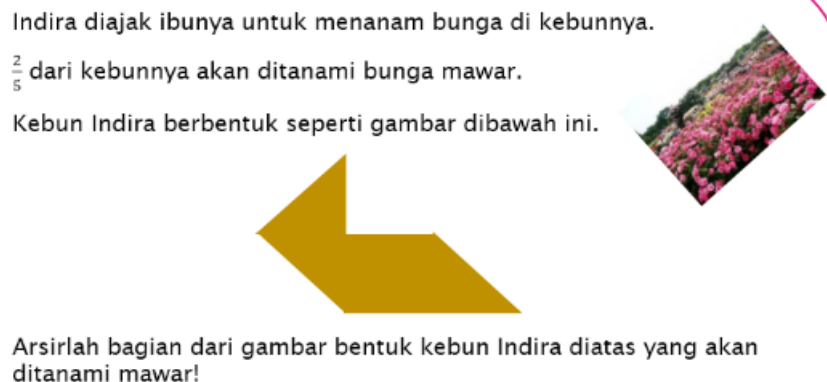 Indira diajak ibunya untuk menanam bunga di kebunnya.
2/5 dari kebunnya akan ditanami bunga mawar.
Kebun Indira berbentuk seperti gambar dibawah ini.
Arsirlah bagian dari gambar bentuk kebun Indira diatas yang akan
ditanami mawar!